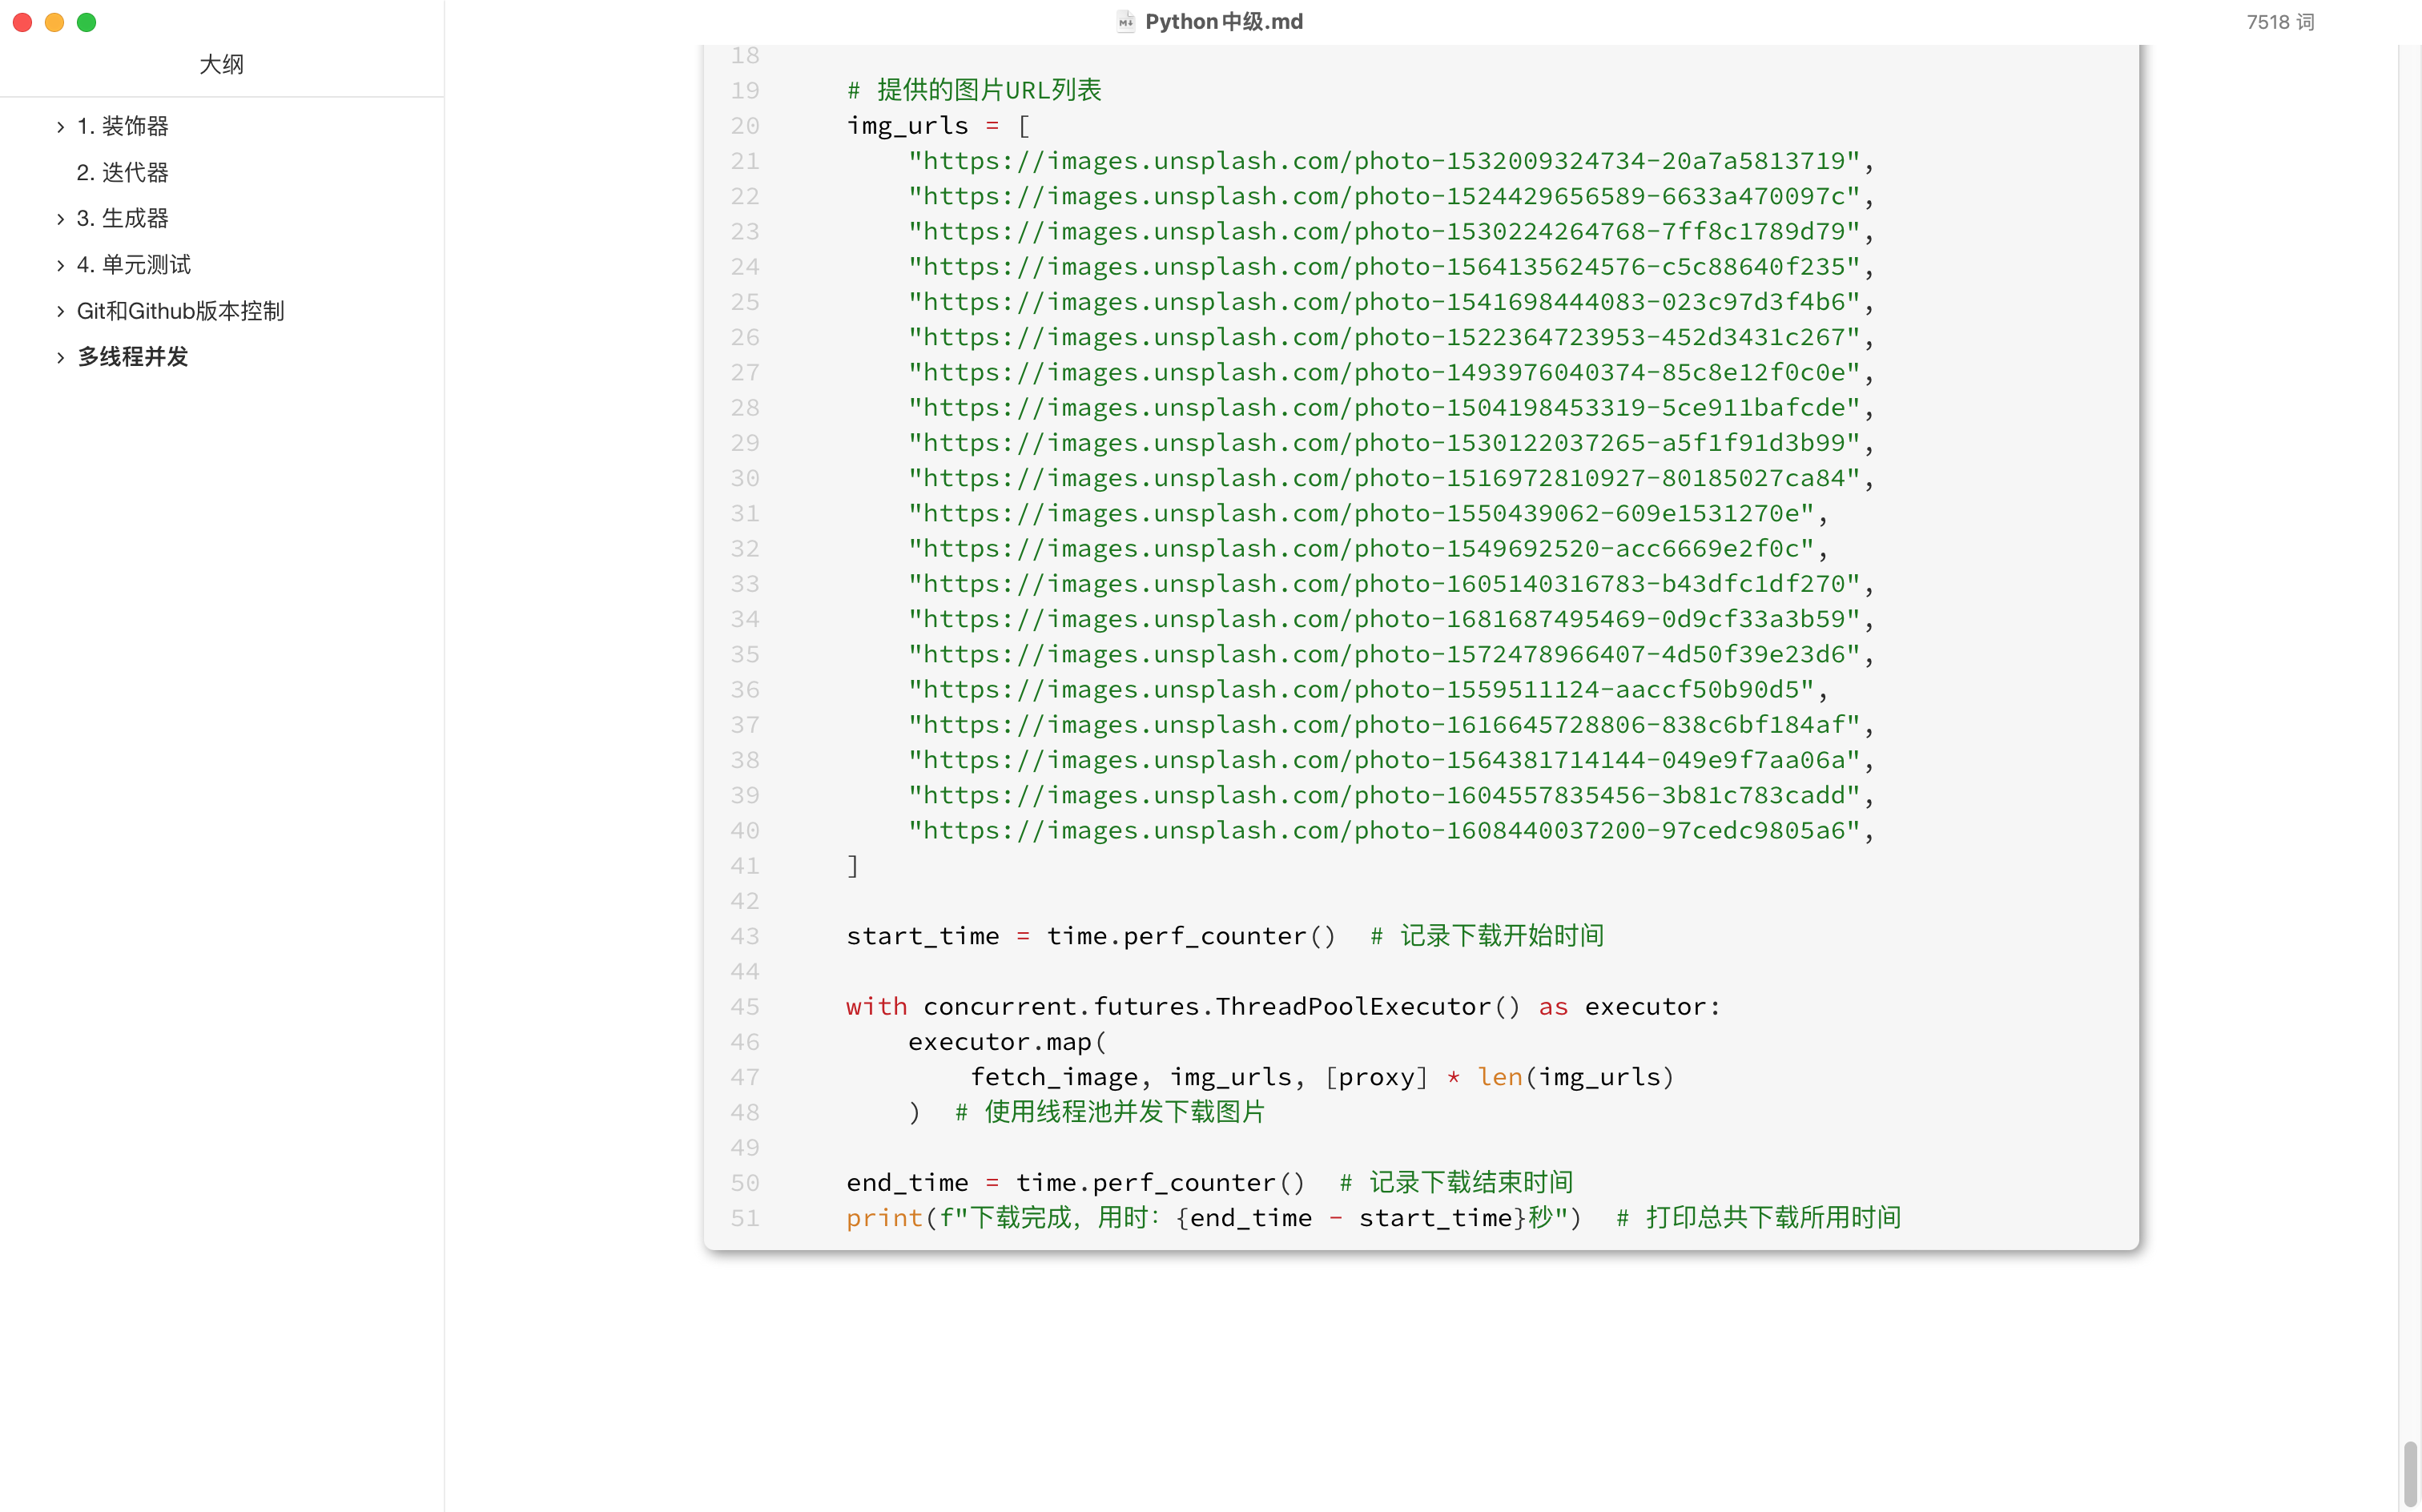 Python中级.md
7518 词
大纲
1. 装饰器
2. 迭代器
3. 生成器
4. 单元测试
Git和Github版本控制
多线程并发
18
19 # 提供的图片URL列表
20 img_urls = [
21 "https://images.unsplash.com/photo-1532009324734-20a7a5813719",
22 "https://images.unsplash.com/photo-1524429656589-6633a470097c",
23 "https://images.unsplash.com/photo-1530224264768-7ff8c1789d79",
24 "https://images.unsplash.com/photo-1564135624576-c5c88640f235",
25 "https://images.unsplash.com/photo-1541698444083-023c97d3f4b6",
26 "https://images.unsplash.com/photo-1522364723953-452d3431c267",
27 "https://images.unsplash.com/photo-1493976040374-85c8e12f0c0e",
28 "https://images.unsplash.com/photo-1504198453319-5ce911bafcde",
29 "https://images.unsplash.com/photo-1530122037265-a5f1f91d3b99",
30 "https://images.unsplash.com/photo-1516972810927-80185027ca84",
31 "https://images.unsplash.com/photo-1550439062-609e1531270e",
32 "https://images.unsplash.com/photo-1549692520-acc6669e2f0c",
33 "https://images.unsplash.com/photo-1605140316783-b43dfc1df270",
34 "https://images.unsplash.com/photo-1681687495469-0d9cf33a3b59",
35 "https://images.unsplash.com/photo-1572478966407-4d50f39e23d6",
36 "https://images.unsplash.com/photo-1559511124-aaccf50b90d5",
37 "https://images.unsplash.com/photo-1616645728806-838c6bf184af",
38 "https://images.unsplash.com/photo-1564381714144-049e9f7aa06a",
39 "https://images.unsplash.com/photo-1604557835456-3b81c783cadd",
40 "https://images.unsplash.com/photo-1608440037200-97cedc9805a6",
41 ]
42
43 start_time = time.perf_counter()  # 记录下载开始时间
44
45 with concurrent.futures.ThreadPoolExecutor() as executor:
46 executor.map(
47 fetch_image, img_urls, [proxy] * len(img_urls)
48 )  # 使用线程池并发下载图片
49
50 end_time = time.perf_counter()  # 记录下载结束时间
51 print(f"下载完成，用时：{end_time - start_time}秒")  # 打印总共下载所用时间